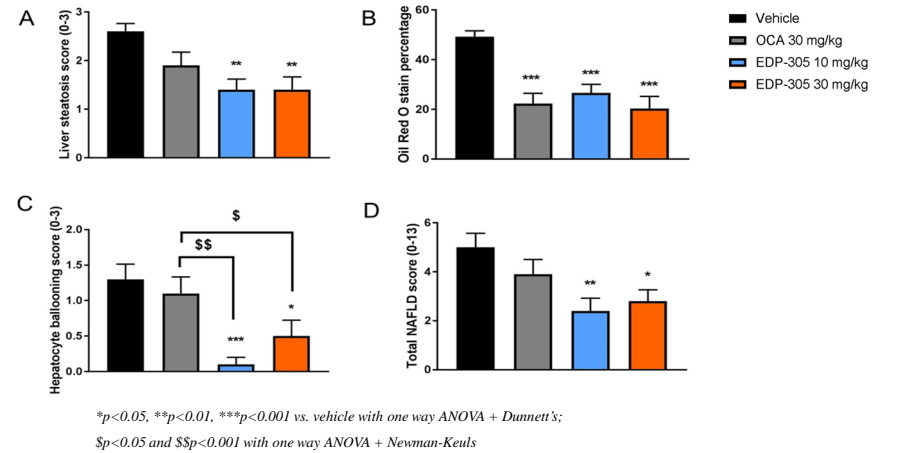 A
Liver steatosis score (0-3)
3
2
1
0
**
**
B
Oil Red O stain percentage
60
40
20
0
***
***
***
Vehicle
OCA 30 mg/kg
EDP-305 10 mg/kg
EDP-305 30 mg/kg
C
Hepatocyte ballooning score (0-3)
2.0
1.5
1.0
0.5
0.0
$
$$
***
*
D
Total NAFLD score (0-13)
6
4
2
0
**
*
*p<0.05, **p<0.01, ***p<0.001 vs. vehicle with one way ANOVA + Dunnett’s;
$p<0.05 and $$p<0.001 with one way ANOVA + Newman-Keuls